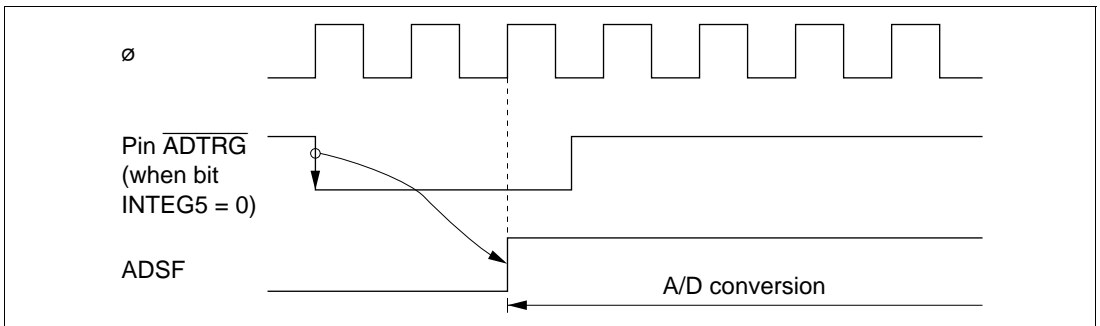 ø
Pin ADTRG
(when bit
INTEG5 = 0)
ADSF
A/D conversion